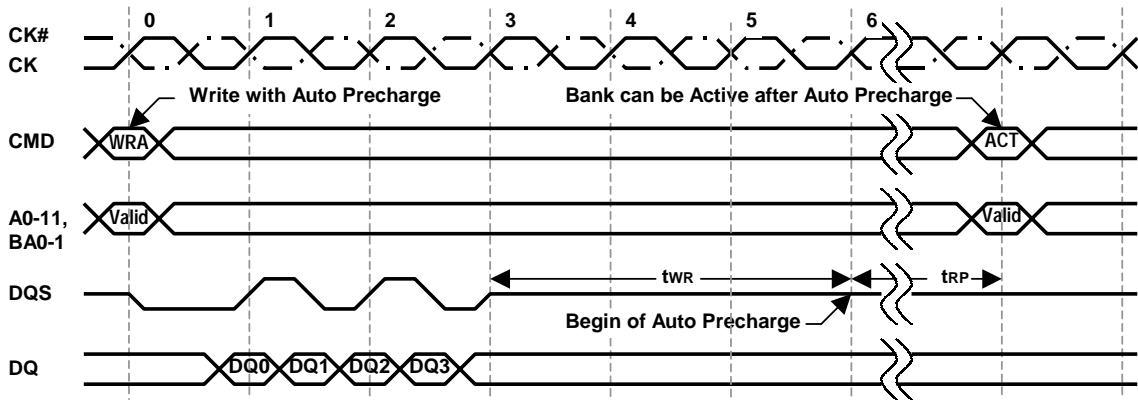 0 1 2 3 4 5 6
CK#
CK
Write with Auto Precharge Bank can be Active after Auto Precharge
CMD WRA ACT
A0-11, Valid Valid
BA0-1
tWR tRP
DQS
Begin of Auto Precharge
DQ DQ0 DQ1 DQ2 DQ3